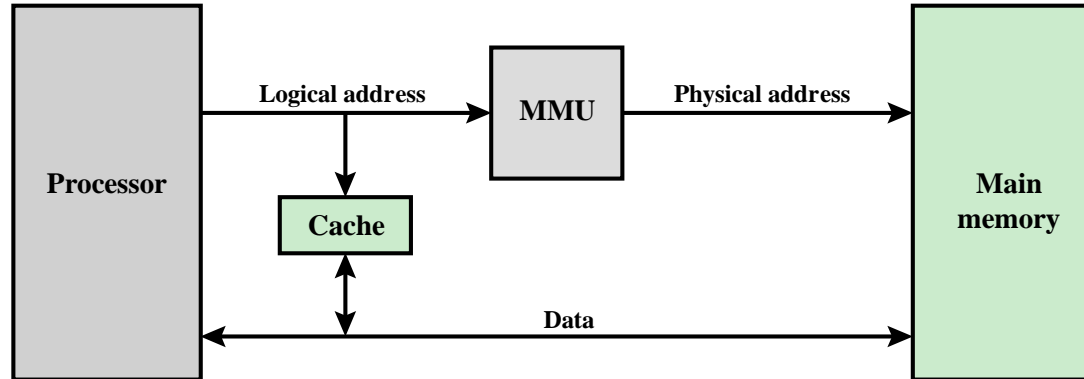 Logical address
MMU
Physical address
Processor
Cache
Main
memory
Data